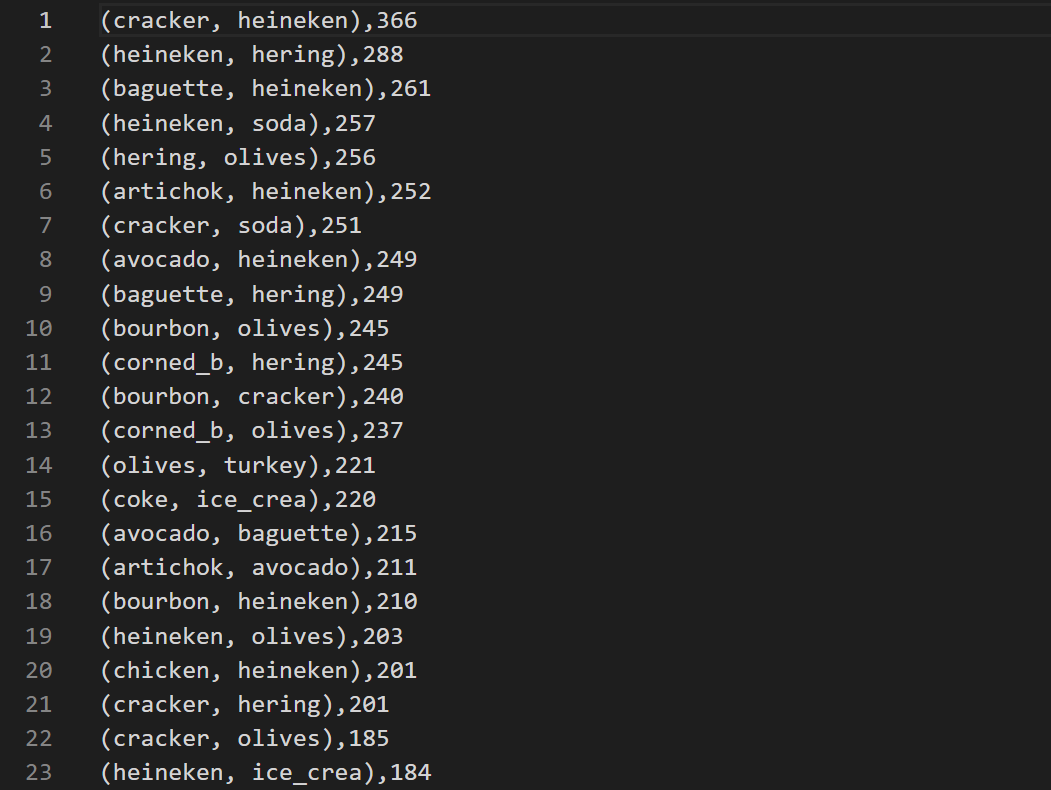 1 (cracker, heineken),366
2 (heineken, hering),288
3 (baguette, heineken),261
4 (heineken, soda),257
5 (hering, olives),256
6 (artichok, heineken),252
7 (cracker, soda),251
8 (avocado, heineken),249
9 (baguette, hering),249
10 (bourbon, olives),245
11 (corned_b, hering),245
12 (bourbon, cracker),240
13 (corned_b, olives),237
14 (olives, turkey),221
15 (coke, ice_crea),220
16 (avocado, baguette),215
17 (artichok, avocado),211
18 (bourbon, heineken),210
19 (heineken, olives),203
20 (chicken, heineken),201
21 (cracker, hering),201
22 (cracker, olives),185
23 (heineken, ice_crea),184